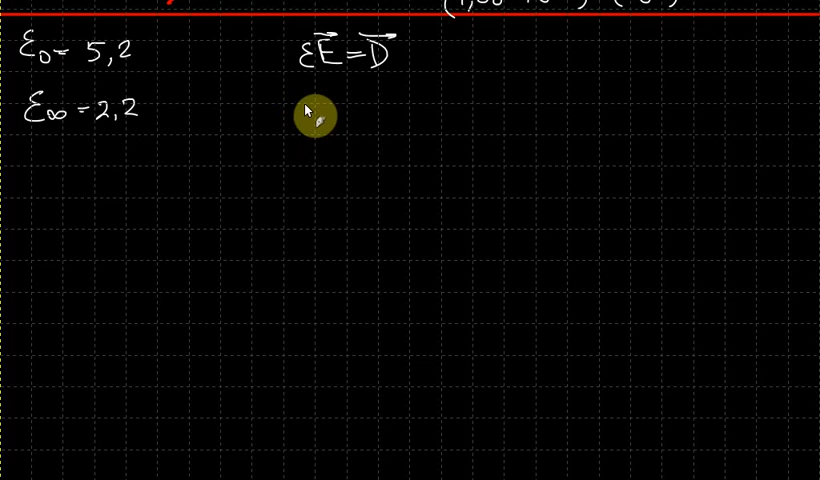 ε₀ = 5,2
εE⃗ = D⃗
ε∞ = 2,2